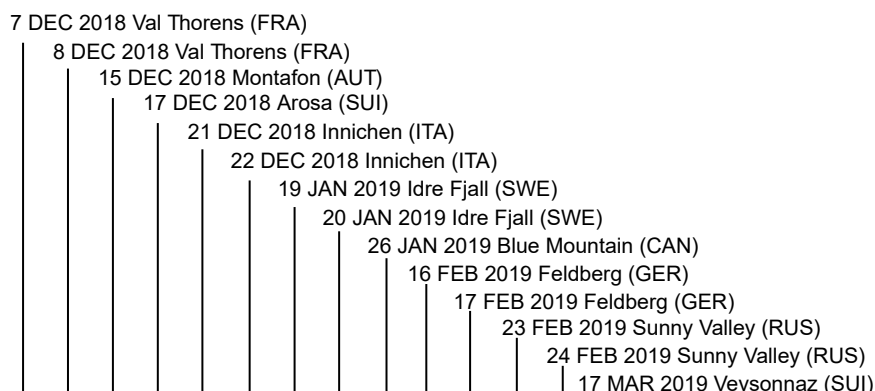 7 DEC 2018 Val Thorens (FRA)
8 DEC 2018 Val Thorens (FRA)
15 DEC 2018 Montafon (AUT)
17 DEC 2018 Arosa (SUI)
21 DEC 2018 Innichen (ITA)
22 DEC 2018 Innichen (ITA)
19 JAN 2019 Idre Fjall (SWE)
20 JAN 2019 Idre Fjall (SWE)
26 JAN 2019 Blue Mountain (CAN)
16 FEB 2019 Feldberg (GER)
17 FEB 2019 Feldberg (GER)
23 FEB 2019 Sunny Valley (RUS)
24 FEB 2019 Sunny Valley (RUS)
17 MAR 2019 Veysonnaz (SUI)